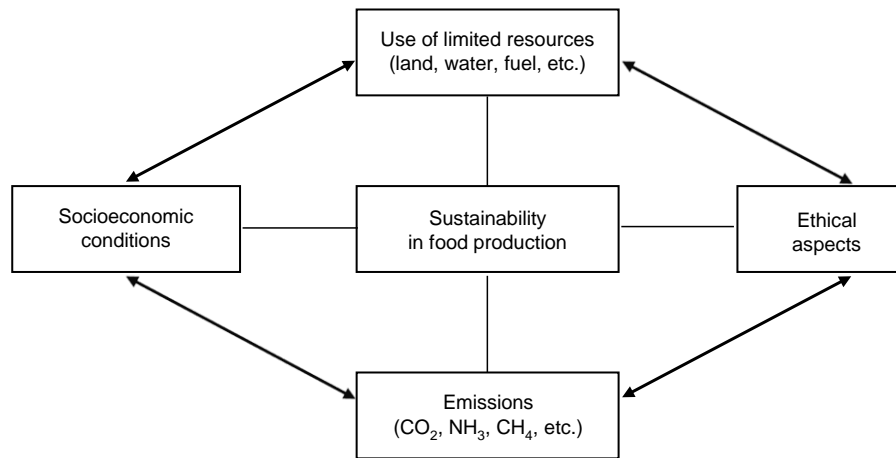 Use of limited resources
(land, water, fuel, etc.)
Socioeconomic
conditions
Sustainability
in food production
Ethical
aspects
Emissions
(CO₂, NH₃, CH₄, etc.)